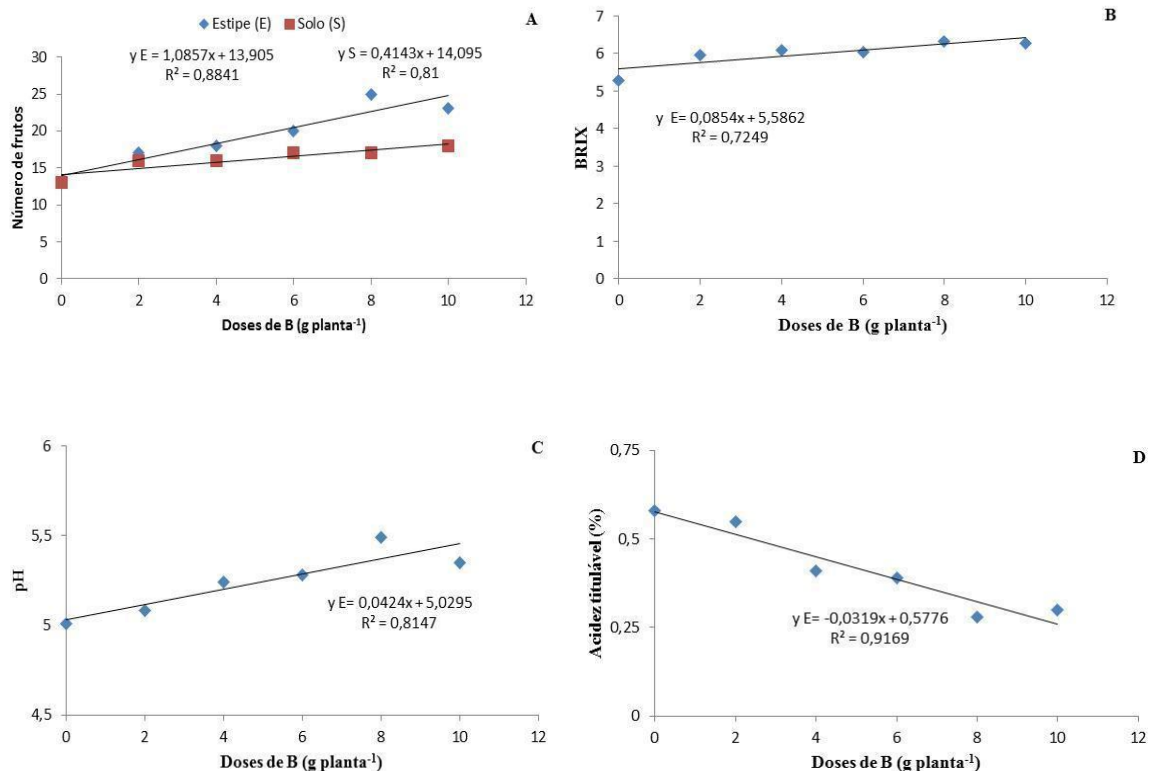 Estipe (E) Solo (S)
A
y E = 1,0857x + 13,905
R² = 0,8841
y S = 0,4143x + 14,095
R² = 0,81
Número de frutos
30
25
20
15
10
5
0
0 2 4 6 8 10 12
Doses de B (g planta⁻¹)
B
y E= 0,0854x + 5,5862
R² = 0,7249
BRIX
7
6
5
4
3
2
1
0
0 2 4 6 8 10 12
Doses de B (g planta⁻¹)
C
y E= 0,0424x + 5,0295
R² = 0,8147
pH
6
5,5
5
4,5
0 2 4 6 8 10 12
Doses de B (g planta⁻¹)
D
y E= -0,0319x + 0,5776
R² = 0,9169
Acidez titulável (%)
0,75
0,5
0,25
0
0 2 4 6 8 10 12
Doses de B (g planta⁻¹)